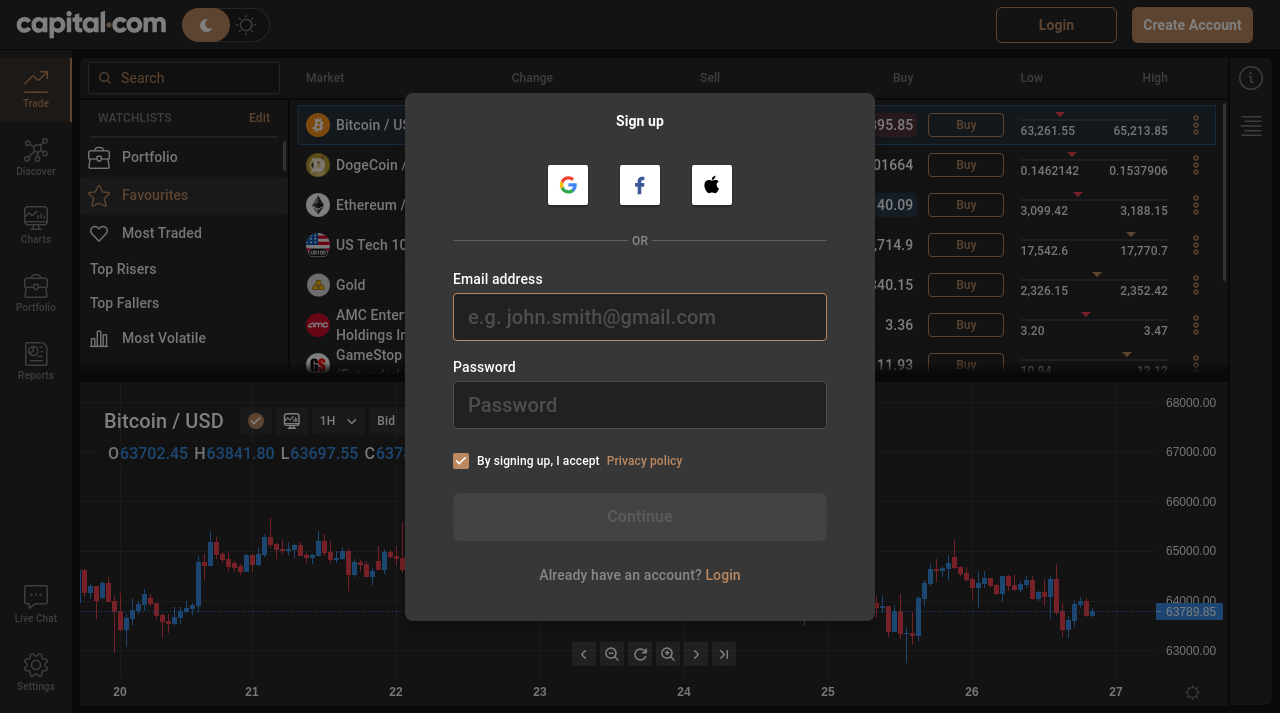 capital.com
Login
Create Account
Search
Market Change Sell Buy Low High
Trade
Discover
Charts
Portfolio
Reports
Live Chat
Settings
WATCHLISTS Edit
Portfolio
Favourites
Most Traded
Top Risers
Top Fallers
Most Volatile
Bitcoin / US 395.85 Buy 63,261.55 65,213.85
DogeCoin / 01664 Buy 0.1462142 0.1537906
Ethereum / 40.09 Buy 3,099.42 3,188.15
US Tech 10 ,714.9 Buy 17,542.6 17,770.7
Gold 340.15 Buy 2,326.15 2,352.42
AMC Enter
Holdings In 3.36 Buy 3.20 3.47
GameStop 11.93 Buy 10.94 12.12
Sign up
OR
Email address
e.g. john.smith@gmail.com
Password
Password
By signing up, I accept Privacy policy
Continue
Already have an account? Login
Bitcoin / USD 1H Bid
O63702.45 H63841.80 L63697.55 C637
68000.00
67000.00
66000.00
65000.00
64000.00
63789.85
63000.00
20 21 22 23 24 25 26 27